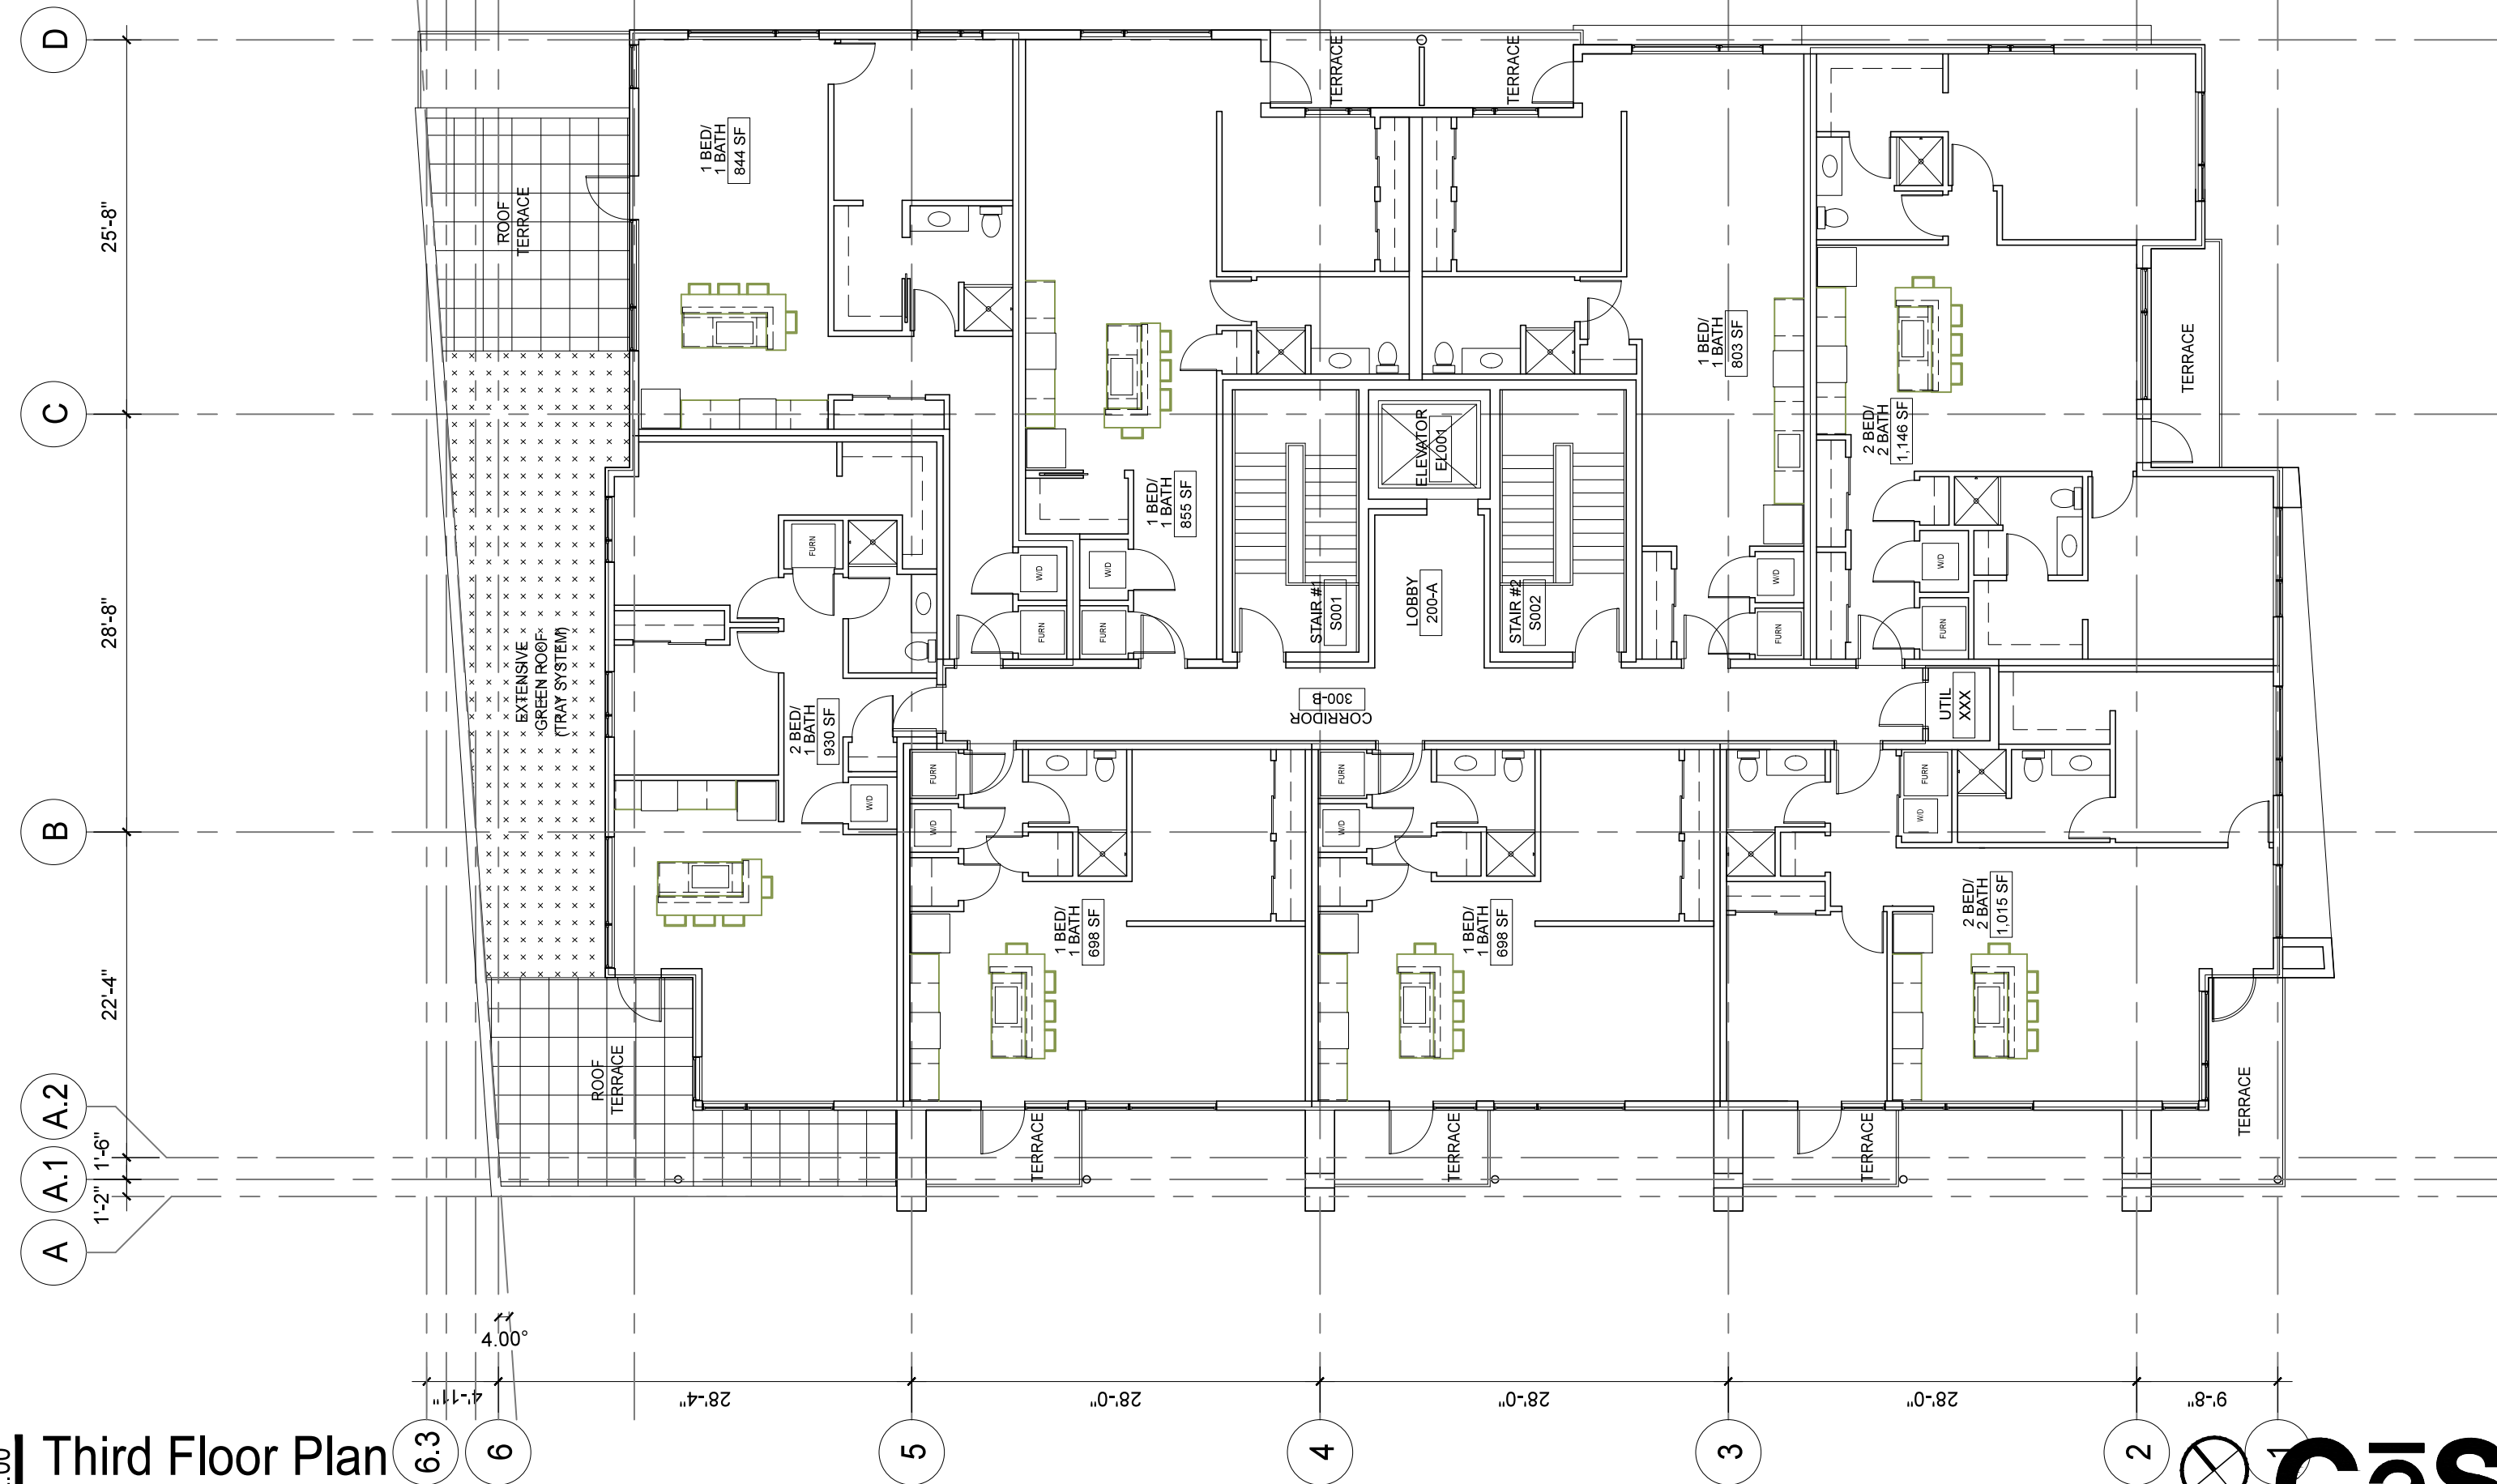 D
C
B
A.2
A.1
A
25'-8"
28'-8"
22'-4"
1'-6"
1'-2"
ROOF
TERRACE
1 BED/
1 BATH
844 SF
TERRACE
TERRACE
1 BED/
1 BATH
855 SF
1 BED/
1 BATH
803 SF
2 BED/
2 BATH
1,146 SF
TERRACE
ELEVATOR
EL001
STAIR #1
S001
LOBBY
200-A
STAIR #2
S002
FURN
W/D
W/D
FURN
FURN
W/D
FURN
W/D
FURN
EXTENSIVE
GREEN ROOF
(TRAY SYSTEM)
2 BED/
1 BATH
930 SF
W/D
CORRIDOR
300-B
UTIL
XXX
FURN
W/D
FURN
W/D
FURN
W/D
1 BED/
1 BATH
698 SF
1 BED/
1 BATH
698 SF
2 BED/
2 BATH
1,015 SF
ROOF
TERRACE
TERRACE
TERRACE
TERRACE
TERRACE
4.00°
4'-11"
28'-4"
28'-0"
28'-0"
28'-0"
9'-8"
6.3
6
5
4
3
2
1
Third Floor Plan